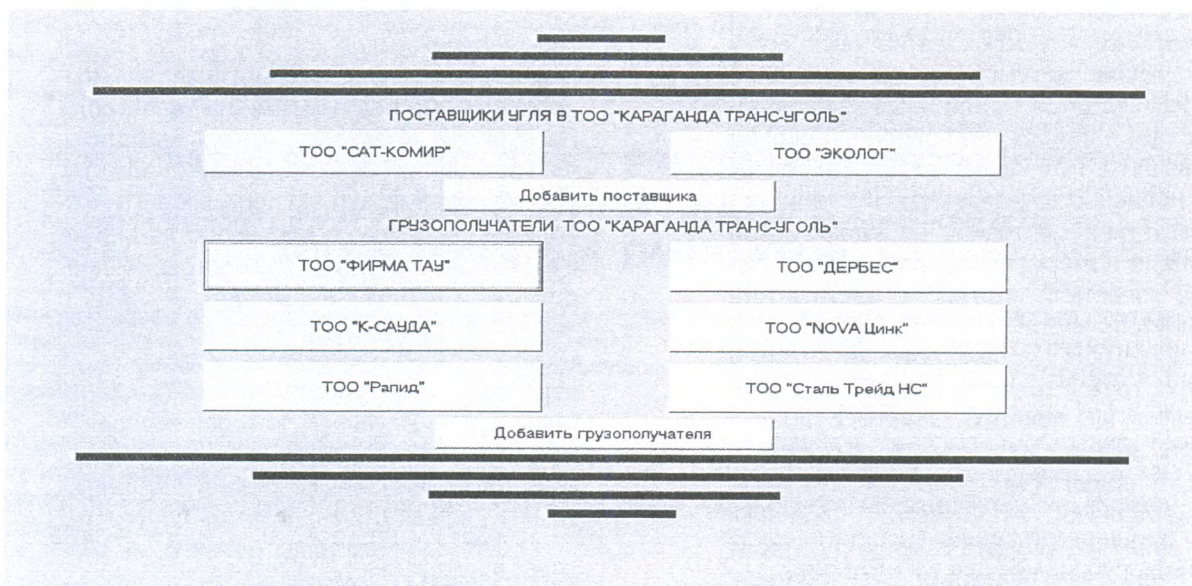 ПОСТАВЩИКИ УГЛЯ В ТОО "КАРАГАНДА ТРАНС-УГОЛЬ"
ТОО "САТ-КОМИР" ТОО "ЭКОЛОГ"
Добавить поставщика
ГРУЗОПОЛУЧАТЕЛИ ТОО "КАРАГАНДА ТРАНС-УГОЛЬ"
ТОО "ФИРМА ТАУ" ТОО "ДЕРБЕС"
ТОО "К-САУДА" ТОО "NOVA Цинк"
ТОО "Рапид" ТОО "Сталь Трейд НС"
Добавить грузополучателя